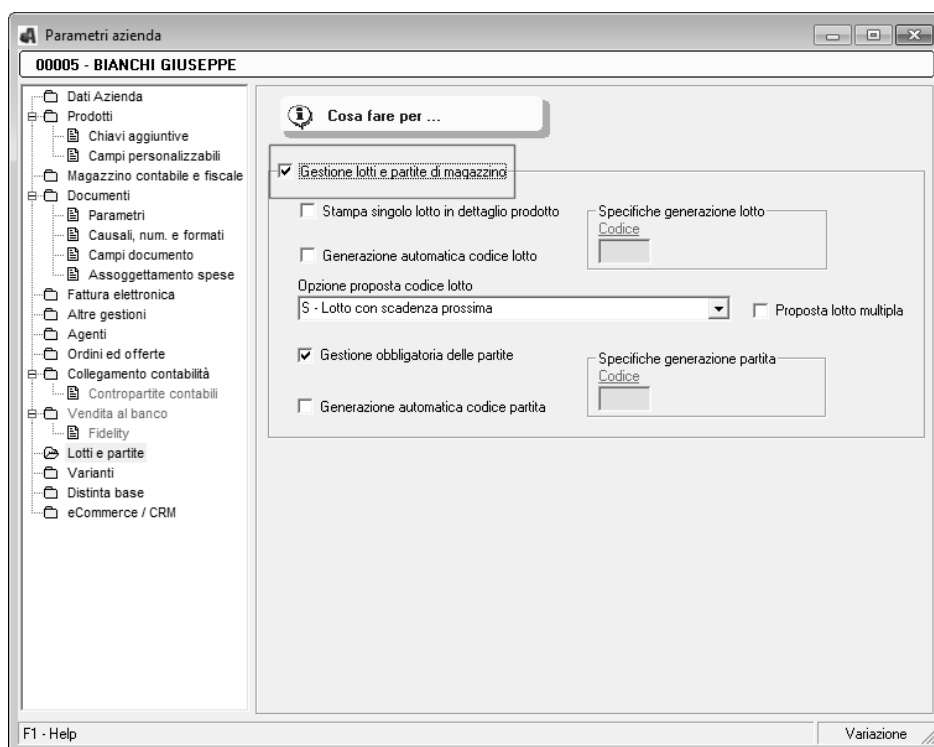 Parametri azienda
00005 - BIANCHI GIUSEPPE
Dati Azienda
Prodotti
Chiavi aggiuntive
Campi personalizzabili
Magazzino contabile e fiscale
Documenti
Parametri
Causali, num. e formati
Campi documento
Assoggettamento spese
Fattura elettronica
Altre gestioni
Agenti
Ordini ed offerte
Collegamento contabilità
Contropartite contabili
Vendita al banco
Fidelity
Lotti e partite
Varianti
Distinta base
eCommerce / CRM
Cosa fare per ...
Gestione lotti e partite di magazzino
Stampa singolo lotto in dettaglio prodotto
Specifiche generazione lotto
Codice
Generazione automatica codice lotto
Opzione proposta codice lotto
S - Lotto con scadenza prossima
Proposta lotto multipla
Gestione obbligatoria delle partite
Specifiche generazione partita
Codice
Generazione automatica codice partita
F1 - Help
Variazione